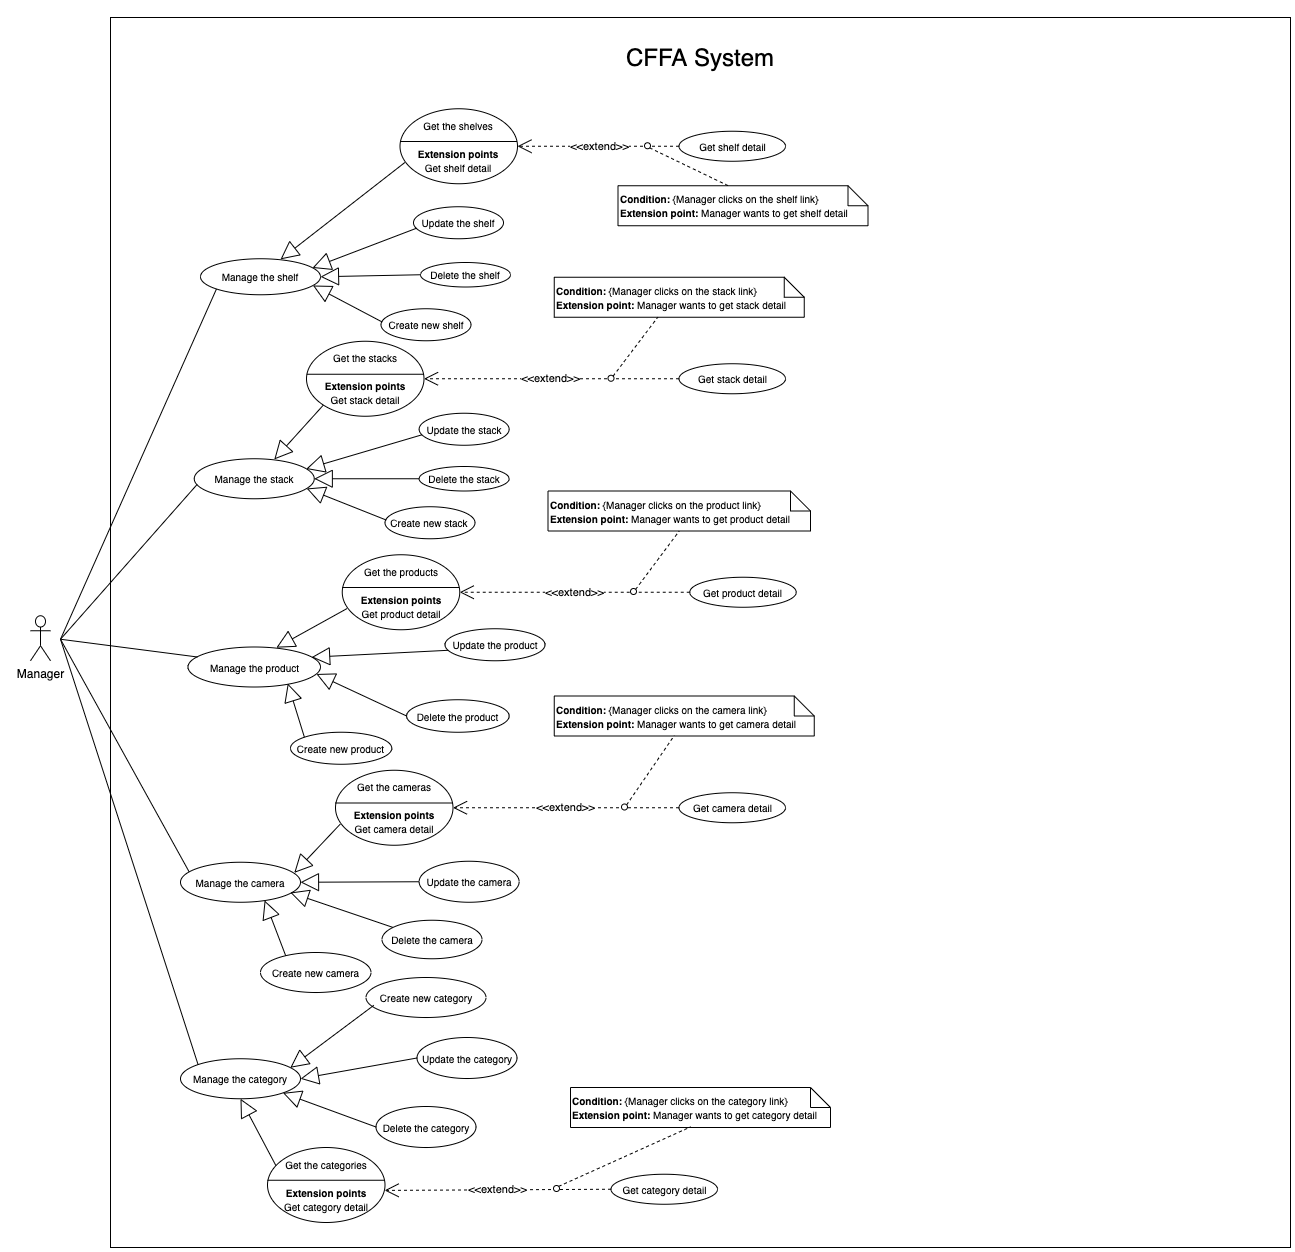 CFFA System
Get the shelves
Extension points
Get shelf detail
<<extend>>
Get shelf detail
Condition: {Manager clicks on the shelf link}
Extension point: Manager wants to get shelf detail
Update the shelf
Manage the shelf
Delete the shelf
Create new shelf
Condition: {Manager clicks on the stack link}
Extension point: Manager wants to get stack detail
Get the stacks
Extension points
Get stack detail
<<extend>>
Get stack detail
Update the stack
Manage the stack
Delete the stack
Create new stack
Condition: {Manager clicks on the product link}
Extension point: Manager wants to get product detail
Get the products
Extension points
Get product detail
<<extend>>
Get product detail
Update the product
Manage the product
Manager
Delete the product
Create new product
Condition: {Manager clicks on the camera link}
Extension point: Manager wants to get camera detail
Get the cameras
Extension points
Get camera detail
<<extend>>
Get camera detail
Manage the camera
Update the camera
Delete the camera
Create new camera
Create new category
Update the category
Manage the category
Delete the category
Condition: {Manager clicks on the category link}
Extension point: Manager wants to get category detail
Get the categories
Extension points
Get category detail
<<extend>>
Get category detail